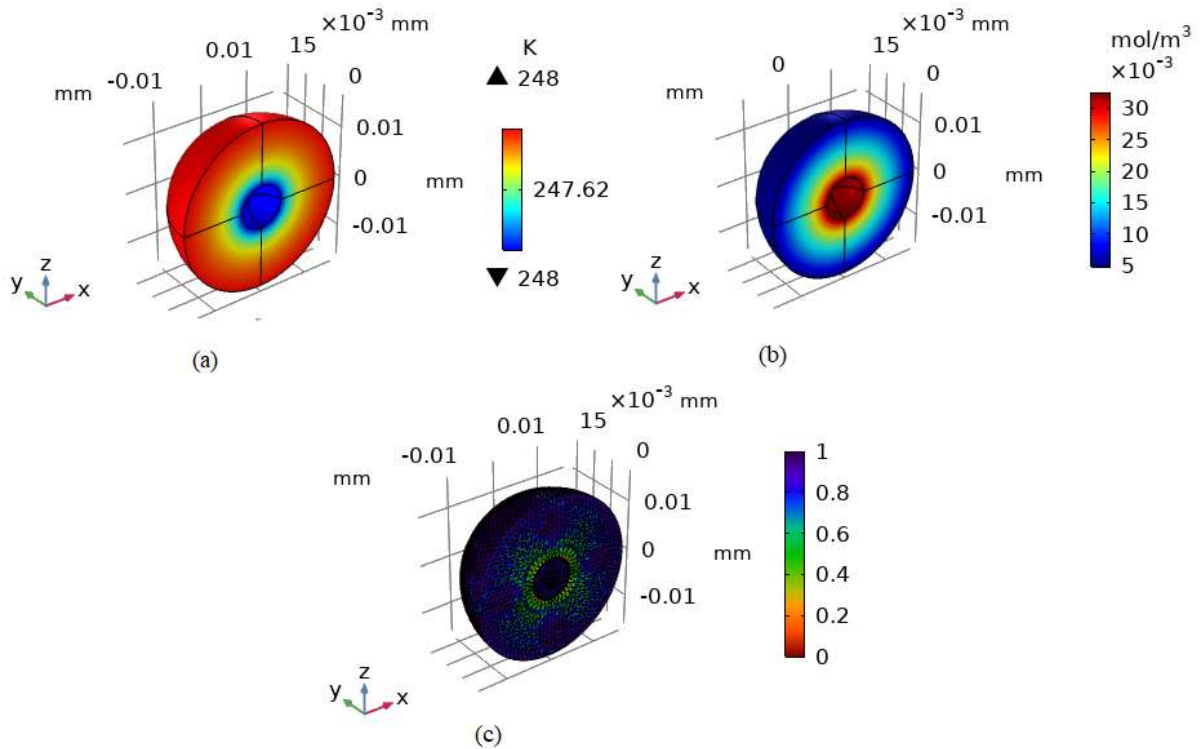 ×10⁻³ mm
0.01 15
-0.01 0
mm
0.01
0
mm
-0.01
K
▲ 248
247.62
▼ 248
z
y x
(a)
×10⁻³ mm
0 15
0
mm
0.01
0
mm
-0.01
mol/m³
×10⁻³
30
25
20
15
10
5
z
y x
(b)
×10⁻³ mm
0.01 15
-0.01 0
mm
0.01
0
mm
-0.01
1
0.8
0.6
0.4
0.2
0
z
y x
(c)